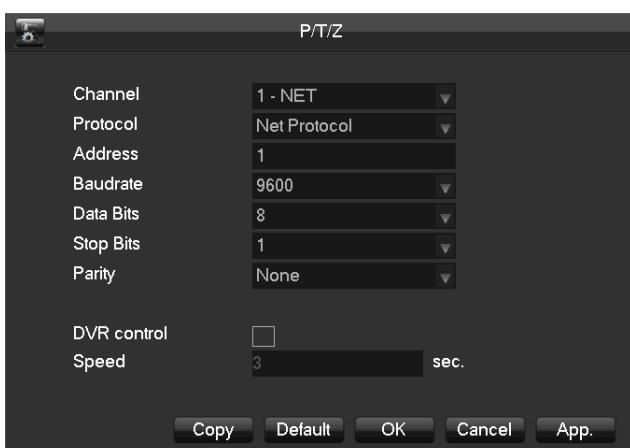 P/T/Z
Channel 1 - NET
Protocol Net Protocol
Address 1
Baudrate 9600
Data Bits 8
Stop Bits 1
Parity None
DVR control
Speed 3 sec.
Copy Default OK Cancel App.